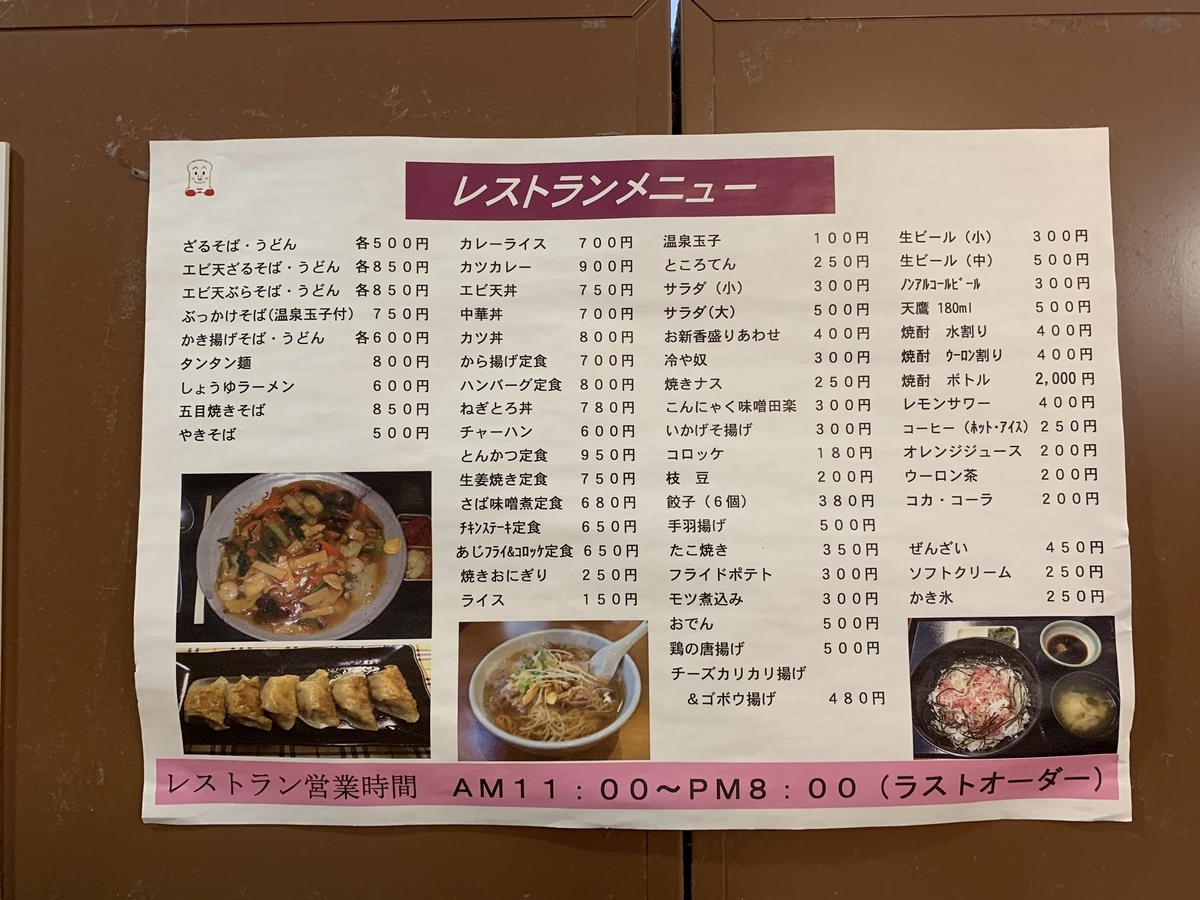 レストランメニュー
ざるそば・うどん 各500円
エビ天ざるそば・うどん 各850円
エビ天ぷらそば・うどん 各850円
ぶっかけそば(温泉玉子付) 750円
かき揚げそば・うどん 各600円
タンタン麺 800円
しょうゆラーメン 600円
五目焼きそば 850円
やきそば 500円
カレーライス 700円
カツカレー 900円
エビ天丼 750円
中華丼 700円
カツ丼 800円
から揚げ定食 700円
ハンバーグ定食 800円
ねぎとろ丼 780円
チャーハン 600円
とんかつ定食 950円
生姜焼き定食 750円
さば味噌煮定食 680円
ﾁｷﾝｽﾃｰｷ定食 650円
あじﾌﾗｲ&ｺﾛｯｹ定食 650円
焼きおにぎり 250円
ライス 150円
温泉玉子 100円
ところてん 250円
サラダ（小） 300円
サラダ(大) 500円
お新香盛りあわせ 400円
冷や奴 300円
焼きナス 250円
こんにゃく味噌田楽 300円
いかげそ揚げ 300円
コロッケ 180円
枝　豆 200円
餃子（6個） 380円
手羽揚げ 500円
たこ焼き 350円
フライドポテト 300円
モツ煮込み 300円
おでん 500円
鶏の唐揚げ 500円
チーズカリカリ揚げ
＆ゴボウ揚げ 480円
生ビール（小） 300円
生ビール（中） 500円
ﾉﾝｱﾙｺｰﾙﾋﾞｰﾙ 300円
天鷹 180ml 500円
焼酎　水割り 400円
焼酎　ｳｰﾛﾝ割り 400円
焼酎　ボトル 2,000円
レモンサワー 400円
コーヒー（ﾎｯﾄ･ｱｲｽ） 250円
オレンジジュース 200円
ウーロン茶 200円
コカ・コーラ 200円
ぜんざい 450円
ソフトクリーム 250円
かき氷 250円
レストラン営業時間　AM11：00～PM8：00（ラストオーダー）